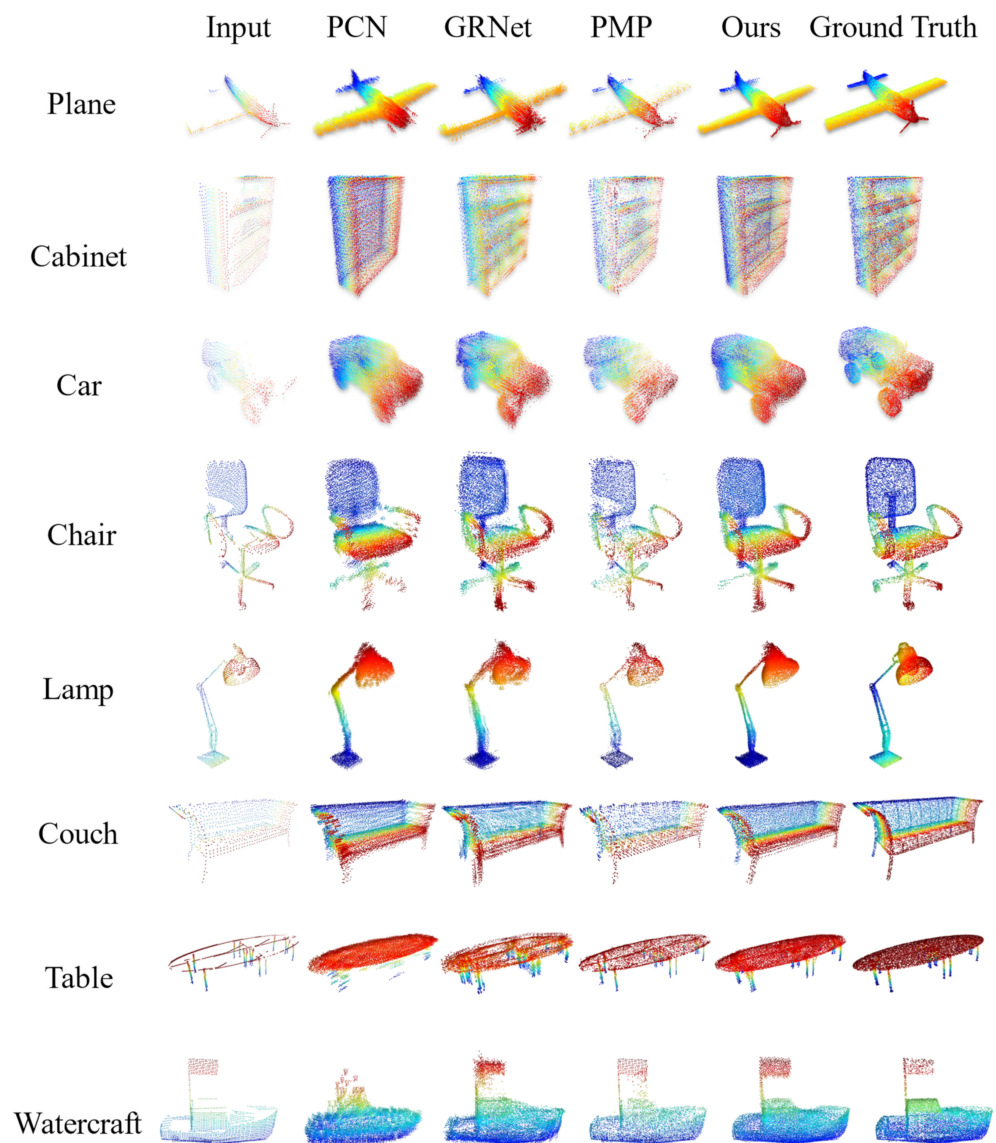 Input PCN GRNet PMP Ours Ground Truth
Plane
Cabinet
Car
Chair
Lamp
Couch
Table
Watercraft